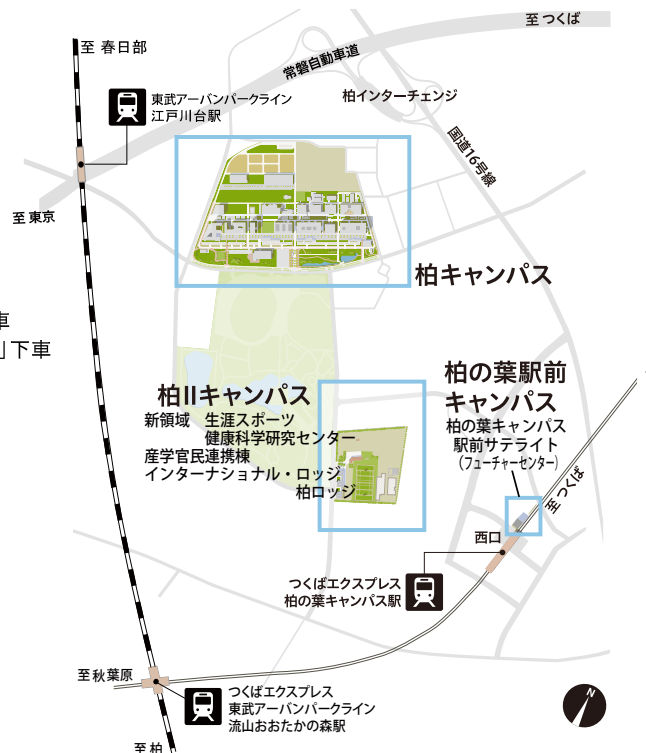 至 つくば
至 春日部
常磐自動車道
東武アーバンパークライン
江戸川台駅
柏インターチェンジ
国道16号線
至 東京
柏キャンパス
車
」下車
柏IIキャンパス
新領域 生涯スポーツ
健康科学研究センター
産学官民連携棟
インターナショナル・ロッジ
柏ロッジ
柏の葉駅前
キャンパス
柏の葉キャンパス
駅前サテライト
(フューチャーセンター)
至 つくば
西口
つくばエクスプレス
柏の葉キャンパス駅
至秋葉原
つくばエクスプレス
東武アーバンパークライン
流山おおたかの森駅
至 柏
N